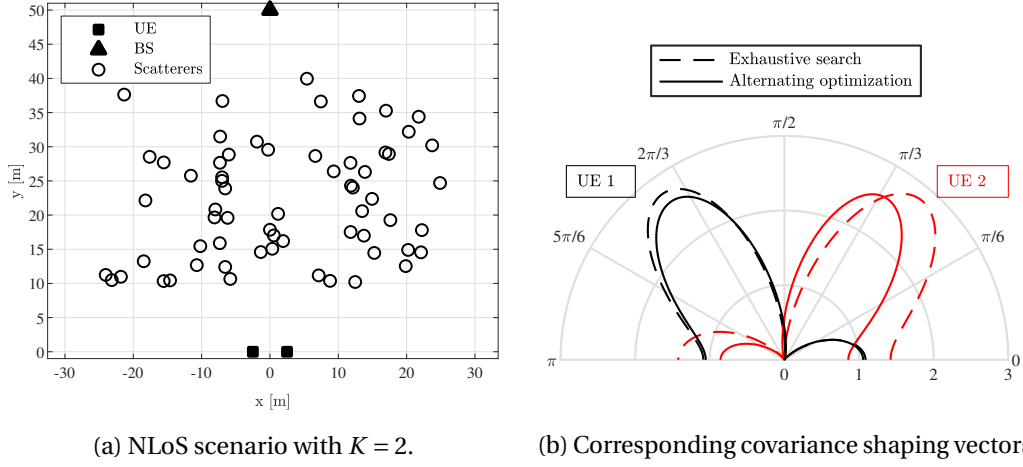 UE
BS
Scatterers
50
45
40
35
30
25
20
15
10
5
0
y [m]
-30
-20
-10
0
10
20
30
x [m]
(a) NLoS scenario with K = 2.
Exhaustive search
Alternating optimization
π/2
2π/3
π/3
UE 1
UE 2
5π/6
π/6
π
0
0
1
2
3
(b) Corresponding covariance shaping vector